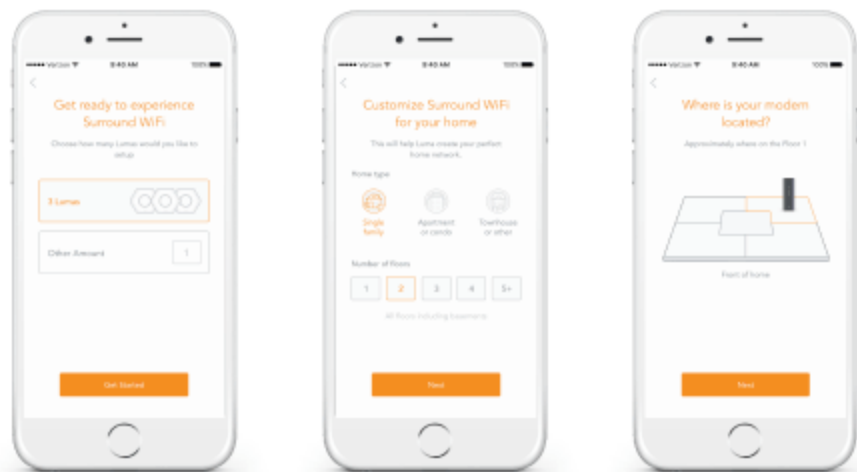 Verizon 9:40 AM 100%
Get ready to experience
Surround WiFi
Choose how many Lumas would you like to
setup
3 Lumas
Other Amount 1
Get Started
Verizon 9:40 AM 100%
Customize Surround WiFi
for your home
This will help Luma create your perfect
home network.
Home type
Single
family
Apartment
or condo
Townhouse
or other
Number of floors
1 2 3 4 5+
All floors including basements
Next
Verizon 9:40 AM 100%
Where is your modem
located?
Approximately where on the Floor 1
Front of home
Next